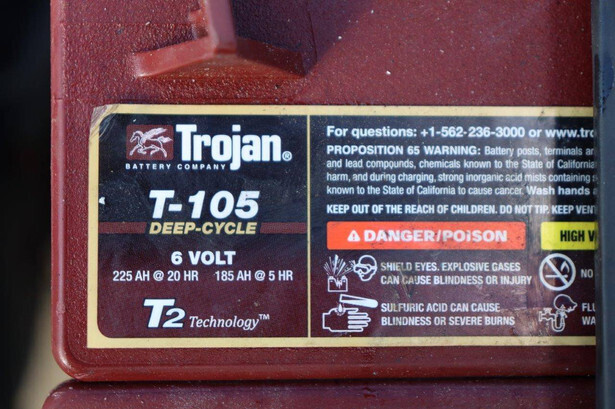 Trojan®
BATTERY COMPANY
T-105
DEEP-CYCLE
6 VOLT
225 AH @ 20 HR 185 AH @ 5 HR
T2 Technology™
For questions: +1-562-236-3000 or www.tro
PROPOSITION 65 WARNING: Battery posts, terminals an
and lead compounds, chemicals known to the State of California
harm, and during charging, strong inorganic acid mists containing s
known to the State of California to cause cancer. Wash hands a
KEEP OUT OF THE REACH OF CHILDREN. DO NOT TIP. KEEP VENT
DANGER/POISON
HIGH V
SHIELD EYES. EXPLOSIVE GASES
CAN CAUSE BLINDNESS OR INJURY
NO
SULFURIC ACID CAN CAUSE
BLINDNESS OR SEVERE BURNS
FLU
WA